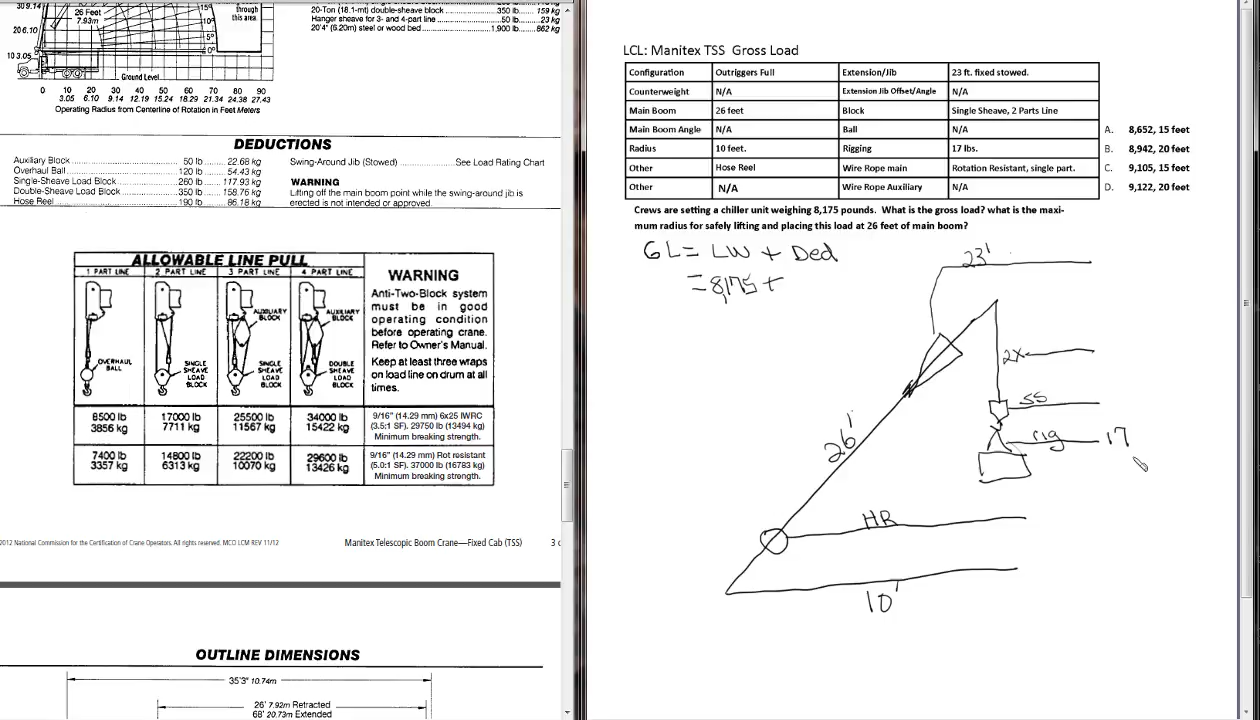 30 9.14
26 Feet
7.93m
20 6.10
10 3.05
15°
5°
0°
through
this area
Ground Level
0 10 20 30 40 50 60 70 80 90
3.05 6.10 9.14 12.19 15.24 18.29 21.34 24.38 27.43
Operating Radius from Centerline of Rotation in Feet Meters
20-Ton (18.1-mt) double-sheave block 350 lb 159 kg
Hanger sheave for 3- and 4-part line 50 lb 23 kg
20'4" (6.20m) steel or wood bed 1,900 lb 862 kg
DEDUCTIONS
Auxiliary Block 50 lb 22.68 kg
Overhaul Ball 120 lb 54.43 kg
Single-Sheave Load Block 260 lb 117.93 kg
Double-Sheave Load Block 350 lb 158.76 kg
Hose Reel 190 lb 86.18 kg
Swing-Around Jib (Stowed) See Load Rating Chart
WARNING
Lifting off the main boom point while the swing-around jib is
erected is not intended or approved.
ALLOWABLE LINE PULL
1 PART LINE 2 PART LINE 3 PART LINE 4 PART LINE
OVERHAUL
BALL
SINGLE
SHEAVE
LOAD
BLOCK
AUXILIARY
BLOCK
SINGLE
SHEAVE
LOAD
BLOCK
AUXILIARY
BLOCK
DOUBLE
SHEAVE
LOAD
BLOCK
WARNING
Anti-Two-Block system
must be in good
operating condition
before operating crane.
Refer to Owner's Manual.
Keep at least three wraps
on load line on drum at all
times.
8500 lb 17000 lb 25500 lb 34000 lb
3856 kg 7711 kg 11567 kg 15422 kg
9/16" (14.29 mm) 6x25 IWRC
(3.5:1 SF). 29750 lb (13494 kg)
Minimum breaking strength.
7400 lb 14800 lb 22200 lb 29600 lb
3357 kg 6313 kg 10070 kg 13426 kg
9/16" (14.29 mm) Rot resistant
(5.0:1 SF). 37000 lb (16782 kg)
Minimum breaking strength.
2012 National Commission for the Certification of Crane Operators. All rights reserved. MCO LCM REV 11/12
Manitex Telescopic Boom Crane—Fixed Cab (TSS) 3
OUTLINE DIMENSIONS
35'3" 10.74m
26' 7.92m Retracted
68' 20.73m Extended
LCL: Manitex TSS Gross Load
Configuration Outriggers Full Extension/Jib 23 ft. fixed stowed.
Counterweight N/A Extension Jib Offset/Angle N/A
Main Boom 26 feet Block Single Sheave, 2 Parts Line
Main Boom Angle N/A Ball N/A
Radius 10 feet. Rigging 17 lbs.
Other Hose Reel Wire Rope main Rotation Resistant, single part.
Other N/A Wire Rope Auxiliary N/A
A. 8,652, 15 feet
B. 8,942, 20 feet
C. 9,105, 15 feet
D. 9,122, 20 feet
Crews are setting a chiller unit weighing 8,175 pounds. What is the gross load? what is the maxi-
mum radius for safely lifting and placing this load at 26 feet of main boom?
GL= LW + Ded
= 8,175 +
23'
2X
SS
rig 17
26'
HR
10'